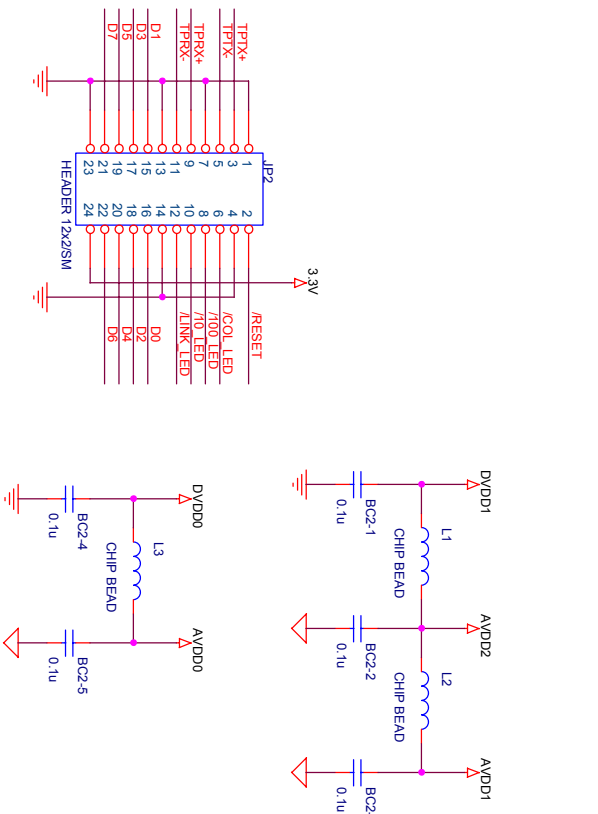 TPTX+
TPTX-
TPRX+
TPRX-
D1
D3
D5
D7
JP2
1
3
5
7
9
11
13
15
17
19
21
23
2
4
6
8
10
12
14
16
18
20
22
24
HEADER 12x2/SM
3.3V
/RESET
/COL_LED
/100_LED
/10_LED
/LINK_LED
D0
D2
D4
D6
DVDD1
AVDD2
AVDD1
L1
CHIP BEAD
L2
CHIP BEAD
BC2-1
0.1u
BC2-2
0.1u
BC2-
0.1u
DVDD0
AVDD0
L3
CHIP BEAD
BC2-4
0.1u
BC2-5
0.1u